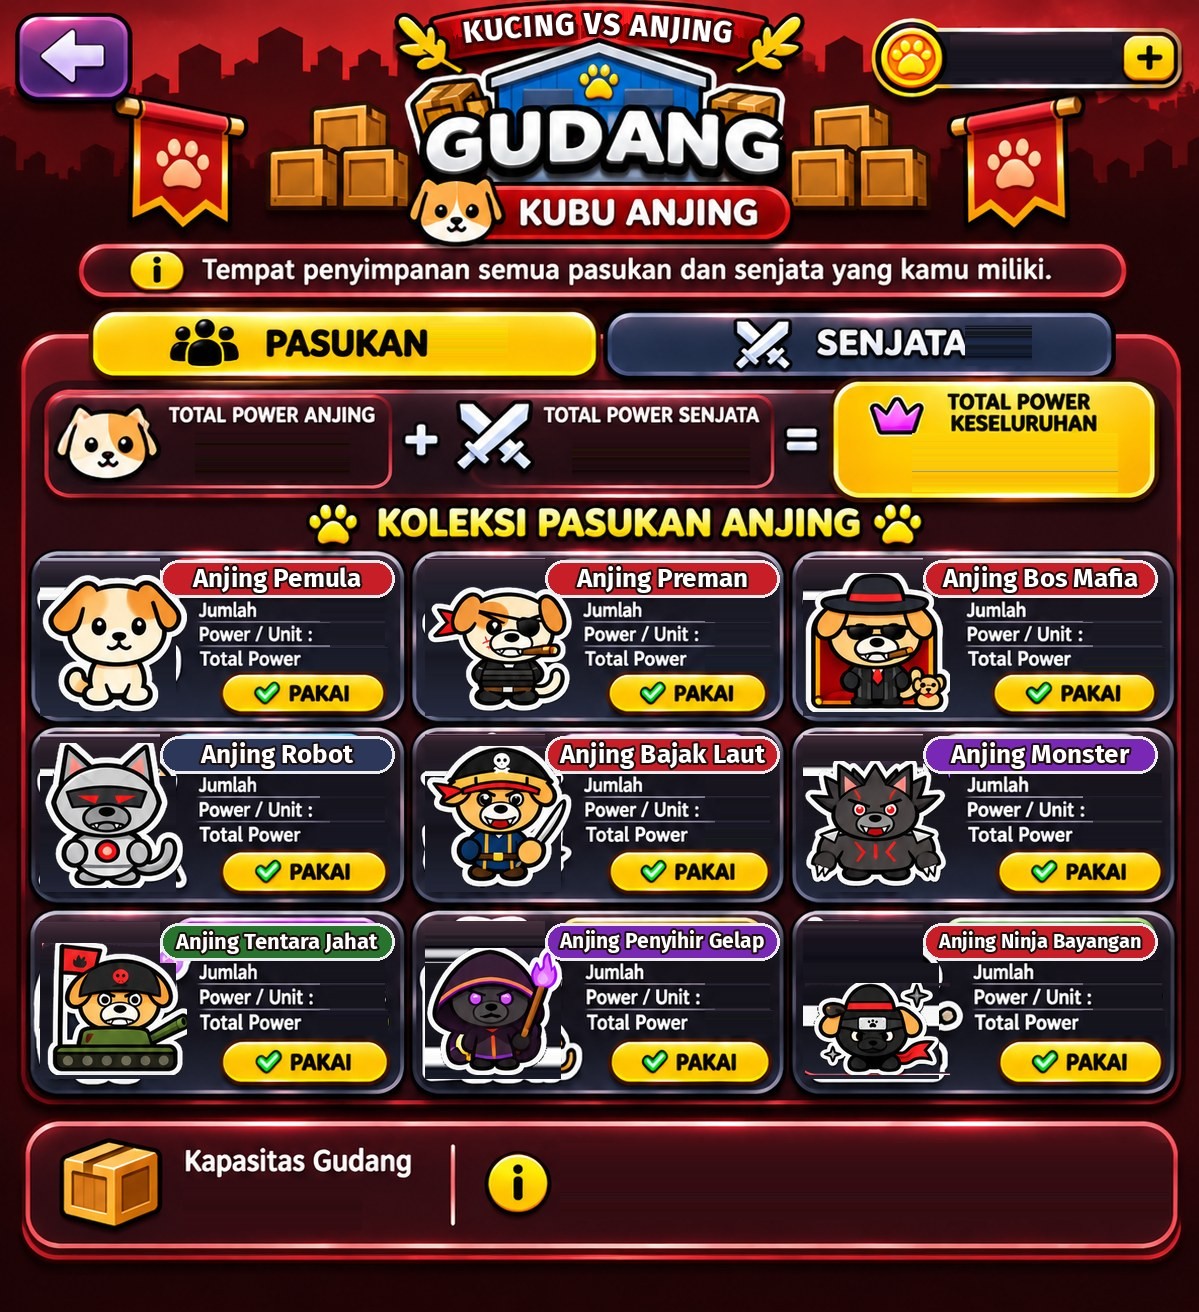 KUCING VS ANJING
GUDANG
KUBU ANJING
Tempat penyimpanan semua pasukan dan senjata yang kamu miliki.
PASUKAN
SENJATA
TOTAL POWER ANJING
+
TOTAL POWER SENJATA
=
TOTAL POWER
KESELURUHAN
KOLEKSI PASUKAN ANJING
Anjing Pemula
Jumlah
Power / Unit :
Total Power
PAKAI
Anjing Preman
Jumlah
Power / Unit :
Total Power
PAKAI
Anjing Bos Mafia
Jumlah
Power / Unit :
Total Power
PAKAI
Anjing Robot
Jumlah
Power / Unit :
Total Power
PAKAI
Anjing Bajak Laut
Jumlah
Power / Unit :
Total Power
PAKAI
Anjing Monster
Jumlah
Power / Unit :
Total Power
PAKAI
Anjing Tentara Jahat
Jumlah
Power / Unit :
Total Power
PAKAI
Anjing Penyihir Gelap
Jumlah
Power / Unit :
Total Power
PAKAI
Anjing Ninja Bayangan
Jumlah
Power / Unit :
Total Power
PAKAI
Kapasitas Gudang